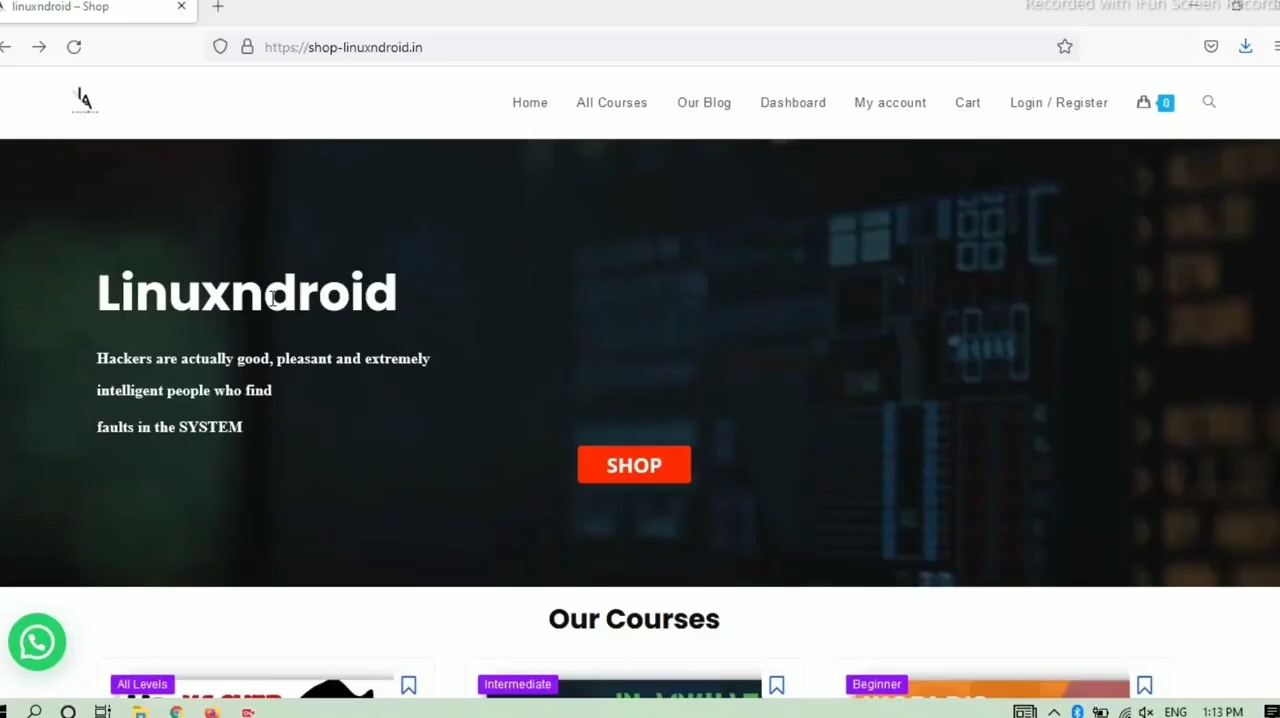 linuxndroid – Shop
Recorded with iFun Screen Recor
https://shop-linuxndroid.in
Home All Courses Our Blog Dashboard My account Cart Login / Register 0
Linuxndroid
Hackers are actually good, pleasant and extremely
intelligent people who find
faults in the SYSTEM
SHOP
Our Courses
All Levels Intermediate Beginner
ENG 1:13 PM